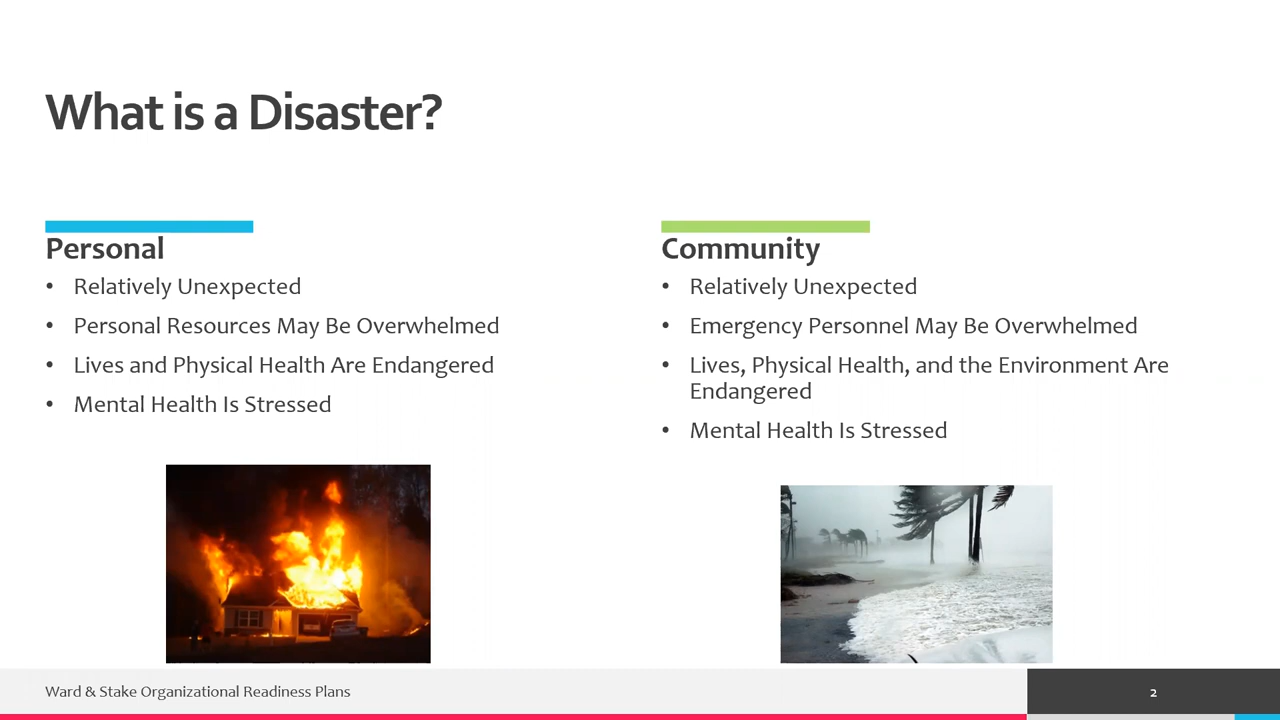 What is a Disaster?
Personal
• Relatively Unexpected
• Personal Resources May Be Overwhelmed
• Lives and Physical Health Are Endangered
• Mental Health Is Stressed
Community
• Relatively Unexpected
• Emergency Personnel May Be Overwhelmed
• Lives, Physical Health, and the Environment Are
Endangered
• Mental Health Is Stressed
Ward & Stake Organizational Readiness Plans
2